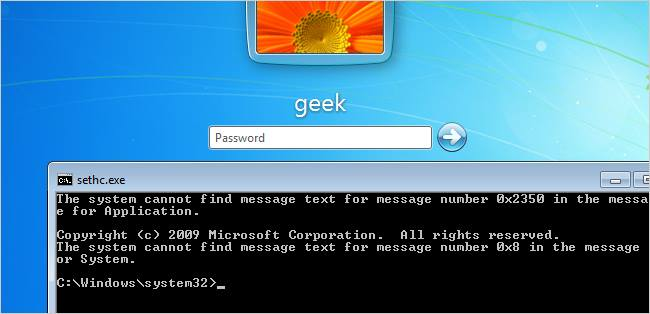 geek
Password
C:\. sethc.exe
The system cannot find message text for message number 0x2350 in the messa
e for Application.
Copyright (c) 2009 Microsoft Corporation.  All rights reserved.
The system cannot find message text for message number 0x8 in the message
or System.
C:\Windows\system32>_